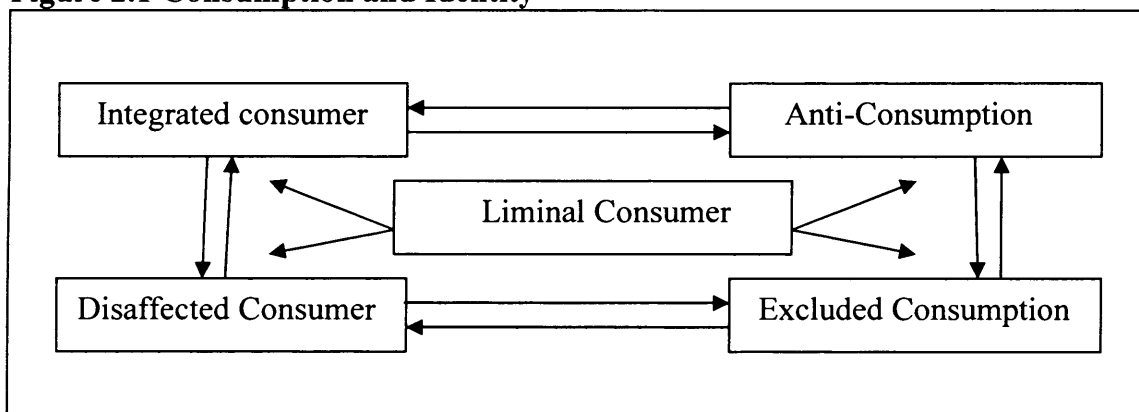 Figure 2.1 Consumption and Identity
Integrated consumer
Anti-Consumption
Liminal Consumer
Disaffected Consumer
Excluded Consumption